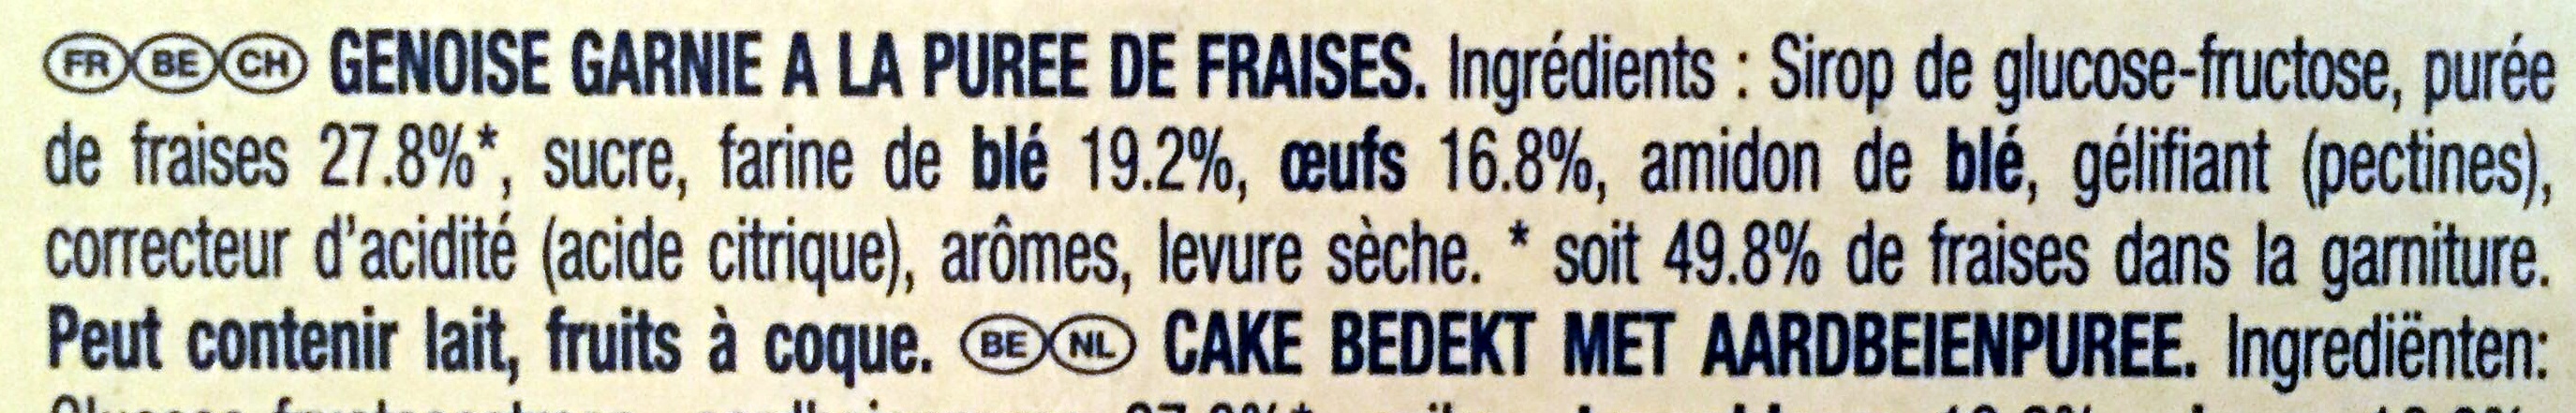 FR BE CH GENOISE GARNIE A LA PUREE DE FRAISES. Ingrédients : Sirop de glucose-fructose, purée
de fraises 27.8%*, sucre, farine de blé 19.2%, œufs 16.8%, amidon de blé, gélifiant (pectines),
correcteur d'acidité (acide citrique), arômes, levure sèche. * soit 49.8% de fraises dans la garniture.
Peut contenir lait, fruits à coque. BE NL CAKE BEDEKT MET AARDBEIENPUREE. Ingrediënten: